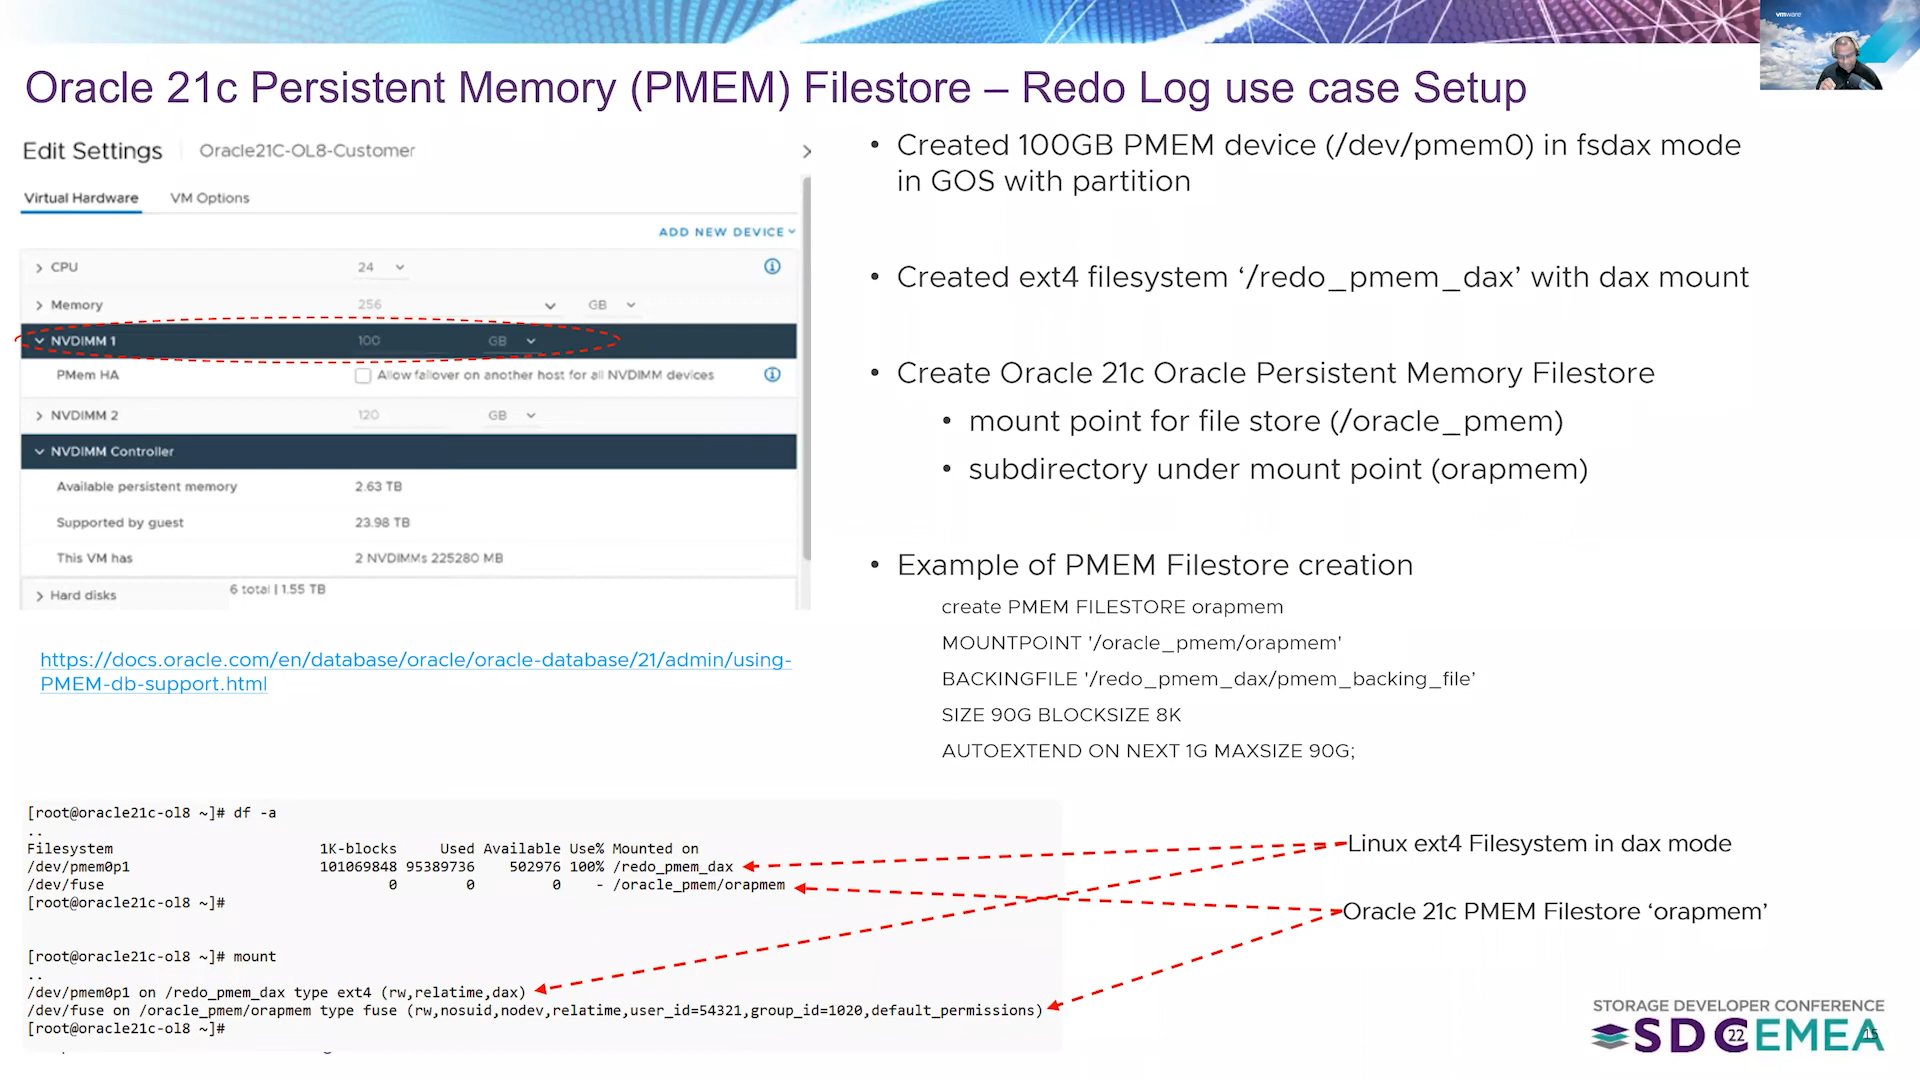 vmware
Oracle 21c Persistent Memory (PMEM) Filestore – Redo Log use case Setup
Edit Settings
Oracle21C-OL8-Customer
Virtual Hardware
VM Options
ADD NEW DEVICE
CPU 24
Memory 256 GB
NVDIMM 1 100 GB
PMem HA Allow failover on another host for all NVDIMM devices
NVDIMM 2 120 GB
NVDIMM Controller
Available persistent memory 2.63 TB
Supported by guest 23.98 TB
This VM has 2 NVDIMMs 225280 MB
Hard disks 6 total | 1.55 TB
https://docs.oracle.com/en/database/oracle/oracle-database/21/admin/using-
PMEM-db-support.html
• Created 100GB PMEM device (/dev/pmem0) in fsdax mode
in GOS with partition
• Created ext4 filesystem ‘/redo_pmem_dax’ with dax mount
• Create Oracle 21c Oracle Persistent Memory Filestore
• mount point for file store (/oracle_pmem)
• subdirectory under mount point (orapmem)
• Example of PMEM Filestore creation
create PMEM FILESTORE orapmem
MOUNTPOINT '/oracle_pmem/orapmem'
BACKINGFILE '/redo_pmem_dax/pmem_backing_file’
SIZE 90G BLOCKSIZE 8K
AUTOEXTEND ON NEXT 1G MAXSIZE 90G;
[root@oracle21c-ol8 ~]# df -a
..
Filesystem 1K-blocks Used Available Use% Mounted on
/dev/pmem0p1 101069848 95389736 502976 100% /redo_pmem_dax
/dev/fuse 0 0 0 - /oracle_pmem/orapmem
[root@oracle21c-ol8 ~]#
[root@oracle21c-ol8 ~]# mount
..
/dev/pmem0p1 on /redo_pmem_dax type ext4 (rw,relatime,dax)
/dev/fuse on /oracle_pmem/orapmem type fuse (rw,nosuid,nodev,relatime,user_id=54321,group_id=1020,default_permissions)
[root@oracle21c-ol8 ~]#
Linux ext4 Filesystem in dax mode
Oracle 21c PMEM Filestore ‘orapmem’
STORAGE DEVELOPER CONFERENCE
SDC 22 EMEA
15